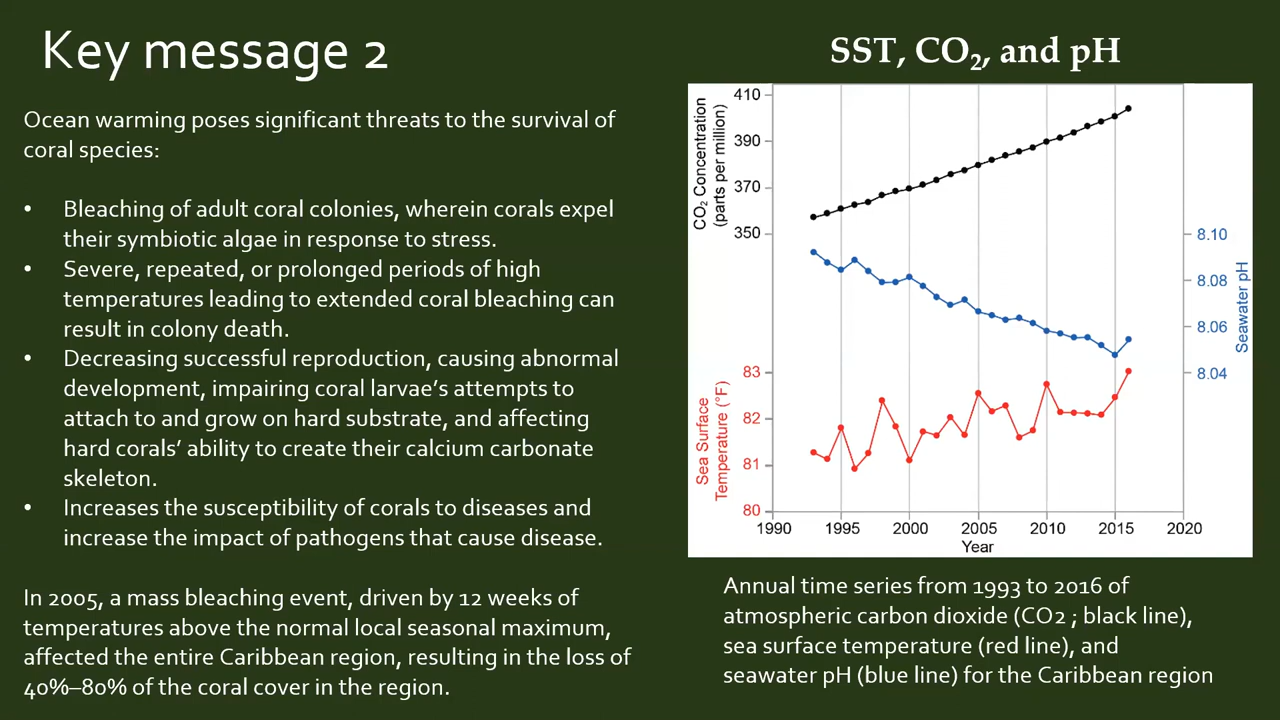 Key message 2
Ocean warming poses significant threats to the survival of
coral species:
• Bleaching of adult coral colonies, wherein corals expel
their symbiotic algae in response to stress.
• Severe, repeated, or prolonged periods of high
temperatures leading to extended coral bleaching can
result in colony death.
• Decreasing successful reproduction, causing abnormal
development, impairing coral larvae's attempts to
attach to and grow on hard substrate, and affecting
hard corals' ability to create their calcium carbonate
skeleton.
• Increases the susceptibility of corals to diseases and
increase the impact of pathogens that cause disease.
In 2005, a mass bleaching event, driven by 12 weeks of
temperatures above the normal local seasonal maximum,
affected the entire Caribbean region, resulting in the loss of
40%–80% of the coral cover in the region.
SST, CO₂, and pH
CO₂ Concentration
(parts per million)
410
390
370
350
8.10
8.08
8.06
8.04
Seawater pH
Sea Surface
Temperature (°F)
83
82
81
80
1990 1995 2000 2005 2010 2015 2020
Year
Annual time series from 1993 to 2016 of
atmospheric carbon dioxide (CO2 ; black line),
sea surface temperature (red line), and
seawater pH (blue line) for the Caribbean region